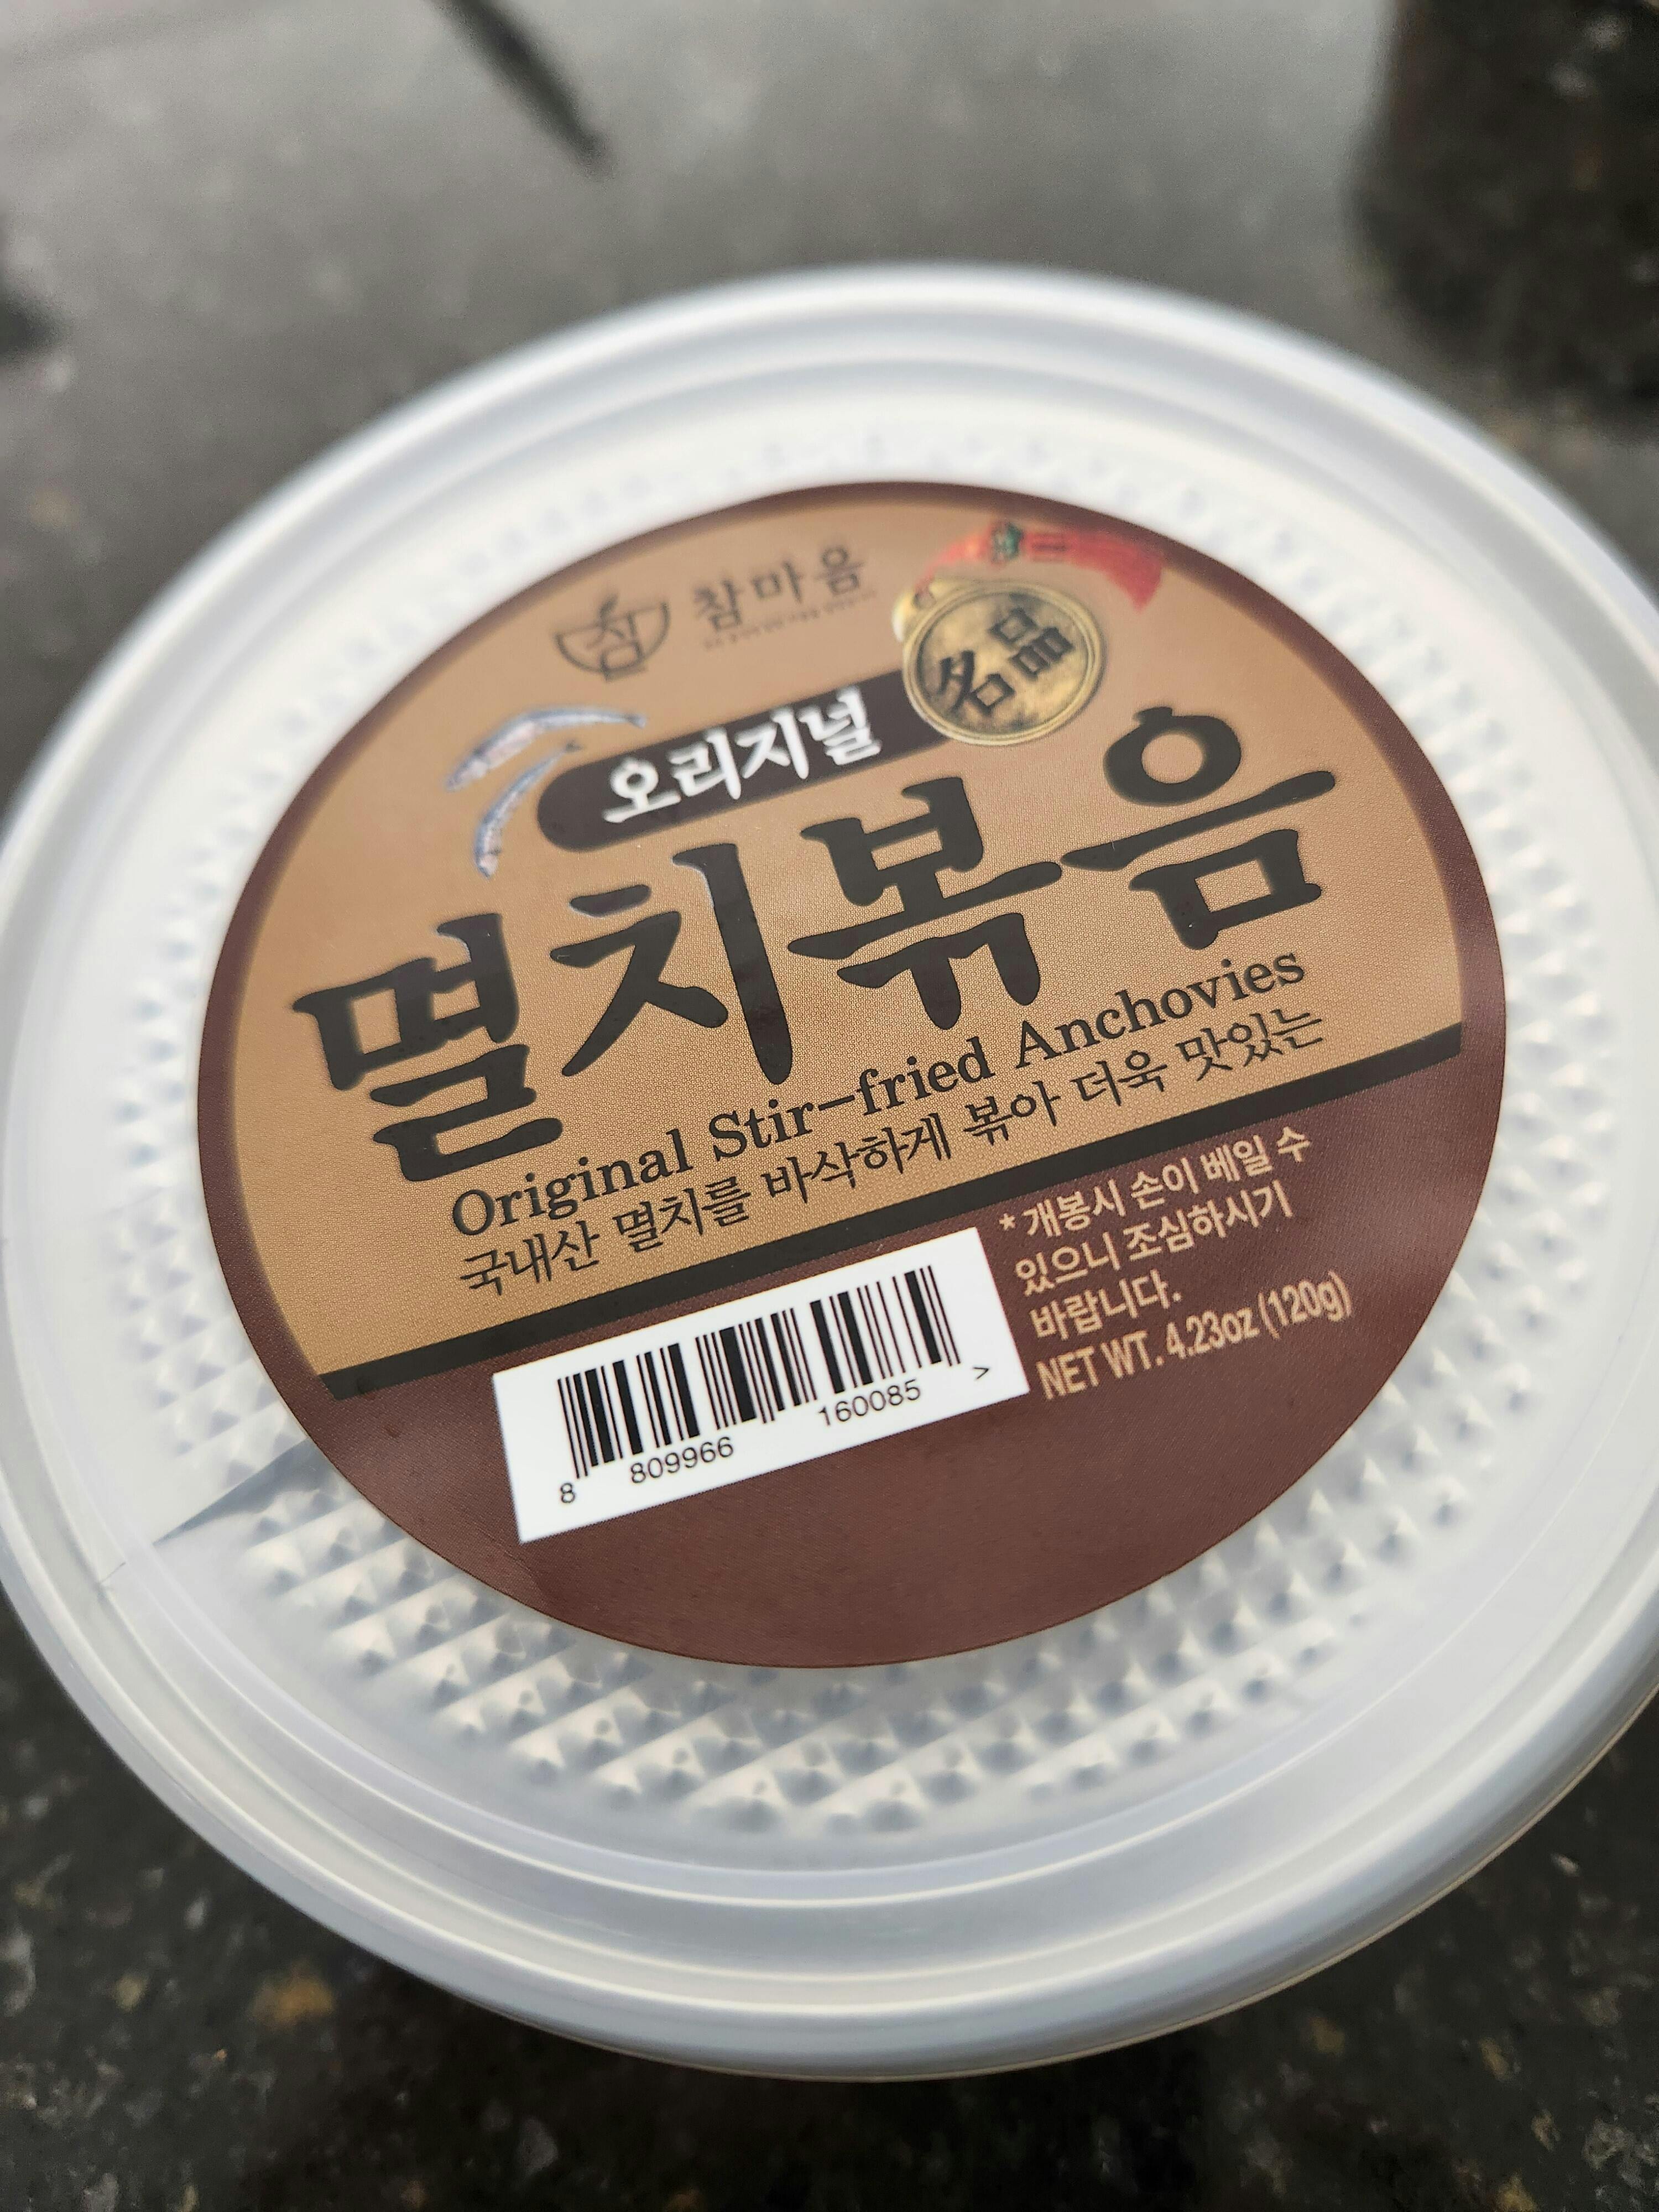 참
참마음
名品
오리지널
멸치볶음
Original Stir-fried Anchovies
국내산 멸치를 바삭하게 볶아 더욱 맛있는
* 개봉시 손이 베일 수
있으니 조심하시기
바랍니다.
NET WT. 4.23oz (120g)
8 809966 160085 >